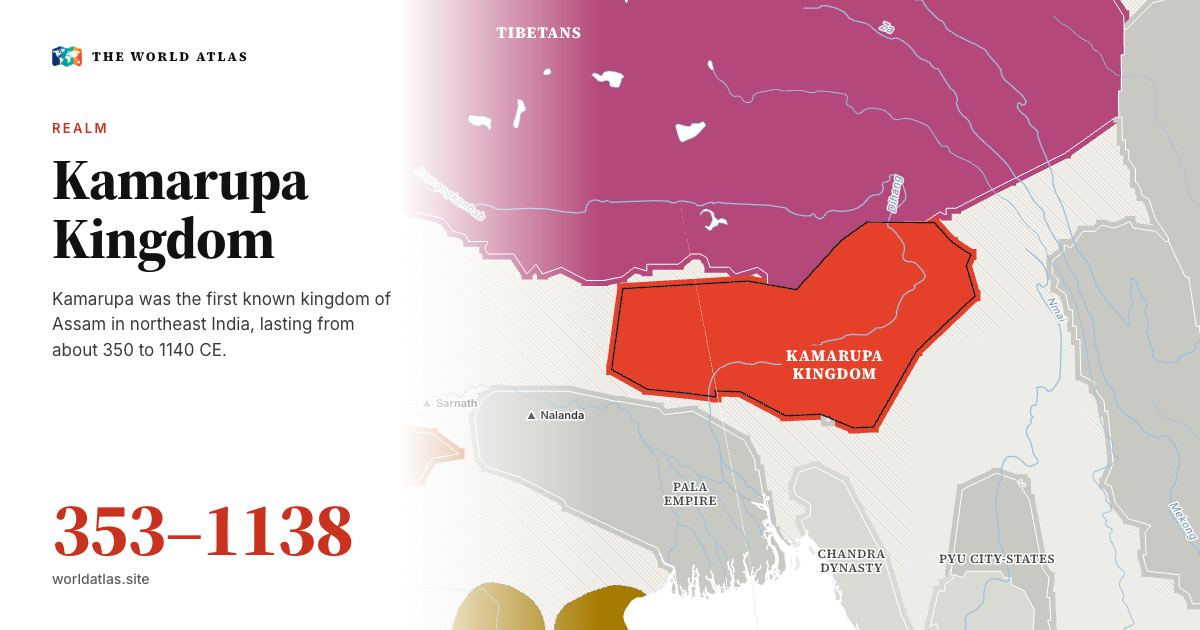 THE WORLD ATLAS
REALM
Kamarupa
Kingdom
Kamarupa was the first known kingdom of
Assam in northeast India, lasting from
about 350 to 1140 CE.
353–1138
worldatlas.site
TIBETANS
Za
Dihang
KAMARUPA
KINGDOM
Nmai
Sarnath
Nalanda
PALA
EMPIRE
CHANDRA
DYNASTY
PYU CITY-STATES
Mekong